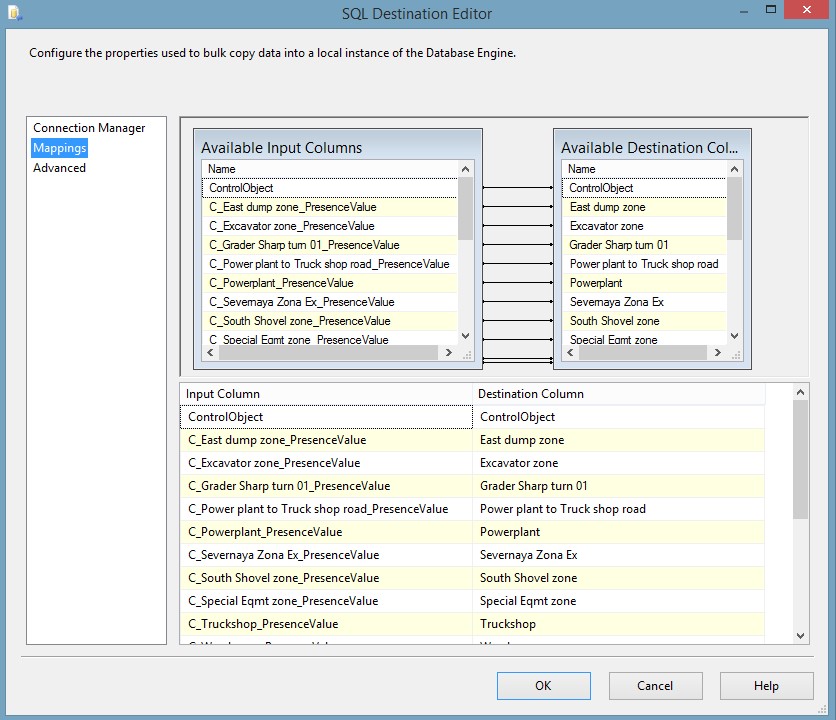 SQL Destination Editor
Configure the properties used to bulk copy data into a local instance of the Database Engine.
Connection Manager
Mappings
Advanced
Available Input Columns
Name
ControlObject
C_East dump zone_PresenceValue
C_Excavator zone_PresenceValue
C_Grader Sharp turn 01_PresenceValue
C_Power plant to Truck shop road_PresenceValue
C_Powerplant_PresenceValue
C_Severnaya Zona Ex_PresenceValue
C_South Shovel zone_PresenceValue
C_Special Eqmt zone_PresenceValue
Available Destination Col...
Name
ControlObject
East dump zone
Excavator zone
Grader Sharp turn 01
Power plant to Truck shop road
Powerplant
Severnaya Zona Ex
South Shovel zone
Special Eqmt zone
Input Column Destination Column
ControlObject ControlObject
C_East dump zone_PresenceValue East dump zone
C_Excavator zone_PresenceValue Excavator zone
C_Grader Sharp turn 01_PresenceValue Grader Sharp turn 01
C_Power plant to Truck shop road_PresenceValue Power plant to Truck shop road
C_Powerplant_PresenceValue Powerplant
C_Severnaya Zona Ex_PresenceValue Severnaya Zona Ex
C_South Shovel zone_PresenceValue South Shovel zone
C_Special Eqmt zone_PresenceValue Special Eqmt zone
C_Truckshop_PresenceValue Truckshop
OK Cancel Help